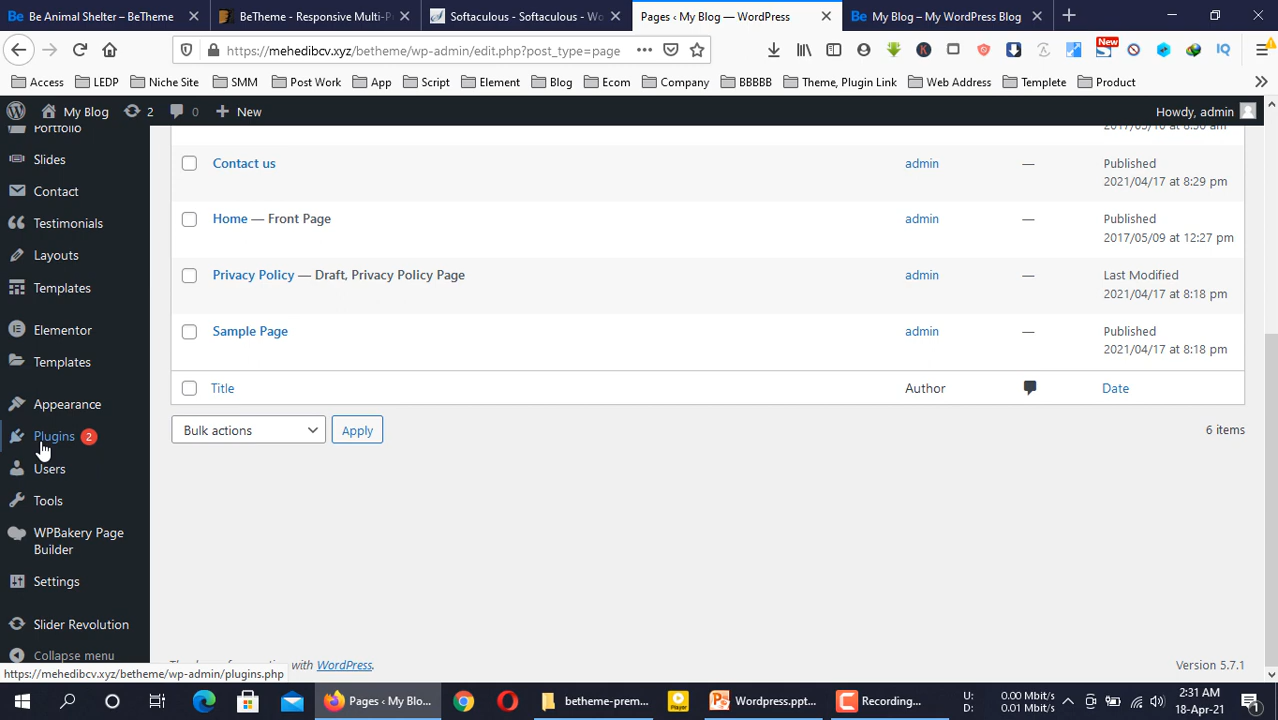 Be Be Animal Shelter – BeTheme
BeTheme - Responsive Multi-P
Softaculous - Softaculous - Wo
Pages ‹ My Blog — WordPress
Be My Blog – My WordPress Blog
https://mehedibcv.xyz/betheme/wp-admin/edit.php?post_type=page
New
IQ
Access
LEDP
Niche Site
SMM
Post Work
App
Script
Element
Blog
Ecom
Company
BBBBB
Theme, Plugin Link
Web Address
Templete
Product
My Blog
2
0
New
Howdy, admin
Portfolio
Slides
Contact
Testimonials
Layouts
Templates
Elementor
Templates
Appearance
Plugins 2
Users
Tools
WPBakery Page
Builder
Settings
Slider Revolution
Collapse menu
Contact us
admin
—
Published
2021/04/17 at 8:29 pm
Home — Front Page
admin
—
Published
2017/05/09 at 12:27 pm
Privacy Policy — Draft, Privacy Policy Page
admin
—
Last Modified
2021/04/17 at 8:18 pm
Sample Page
admin
—
Published
2021/04/17 at 8:18 pm
Title
Author
Date
Bulk actions
Apply
6 items
with WordPress.
Version 5.7.1
https://mehedibcv.xyz/betheme/wp-admin/plugins.php
Pages ‹ My Blo...
betheme-prem...
Player
Wordpress.ppt...
Recording...
U: 0.00 Mbit/s
D: 0.01 Mbit/s
2:31 AM
18-Apr-21
1